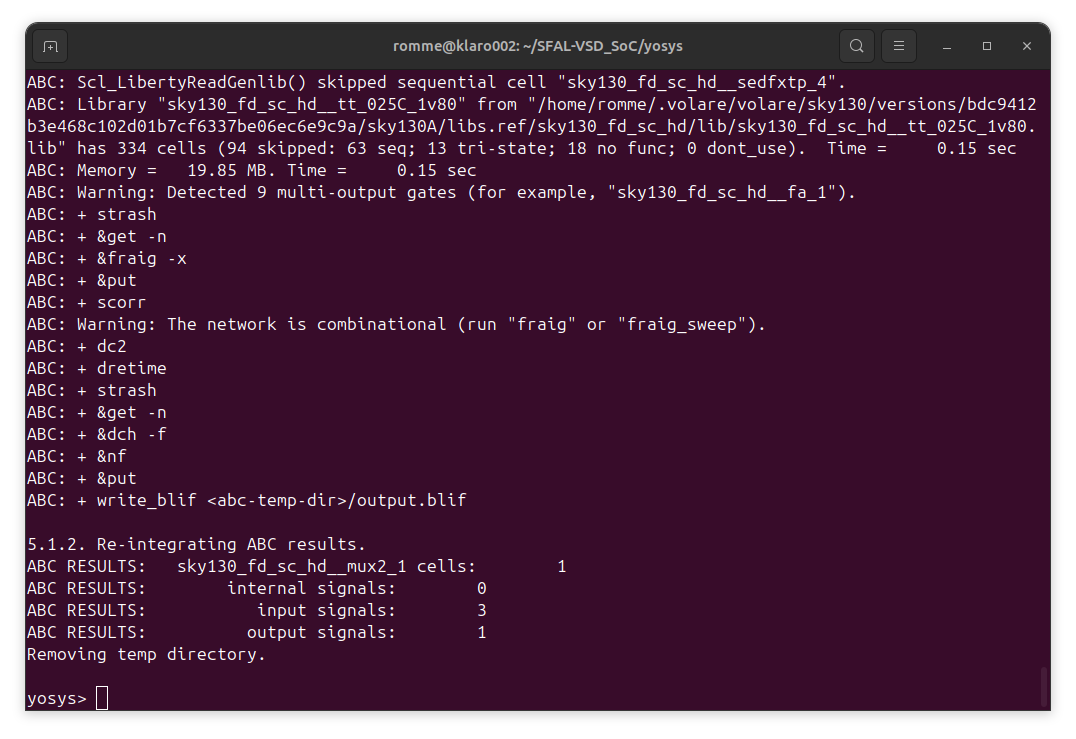 romme@klaro002: ~/SFAL-VSD_SoC/yosys
ABC: Scl_LibertyReadGenlib() skipped sequential cell "sky130_fd_sc_hd__sedfxtp_4".
ABC: Library "sky130_fd_sc_hd__tt_025C_1v80" from "/home/romme/.volare/volare/sky130/versions/bdc9412
b3e468c102d01b7cf6337be06ec6e9c9a/sky130A/libs.ref/sky130_fd_sc_hd/lib/sky130_fd_sc_hd__tt_025C_1v80.
lib" has 334 cells (94 skipped: 63 seq; 13 tri-state; 18 no func; 0 dont_use).  Time =     0.15 sec
ABC: Memory =   19.85 MB. Time =     0.15 sec
ABC: Warning: Detected 9 multi-output gates (for example, "sky130_fd_sc_hd__fa_1").
ABC: + strash
ABC: + &get -n
ABC: + &fraig -x
ABC: + &put
ABC: + scorr
ABC: Warning: The network is combinational (run "fraig" or "fraig_sweep").
ABC: + dc2
ABC: + dretime
ABC: + strash
ABC: + &get -n
ABC: + &dch -f
ABC: + &nf
ABC: + &put
ABC: + write_blif <abc-temp-dir>/output.blif
5.1.2. Re-integrating ABC results.
ABC RESULTS:   sky130_fd_sc_hd__mux2_1 cells:        1
ABC RESULTS:        internal signals:        0
ABC RESULTS:           input signals:        3
ABC RESULTS:          output signals:        1
Removing temp directory.
yosys>